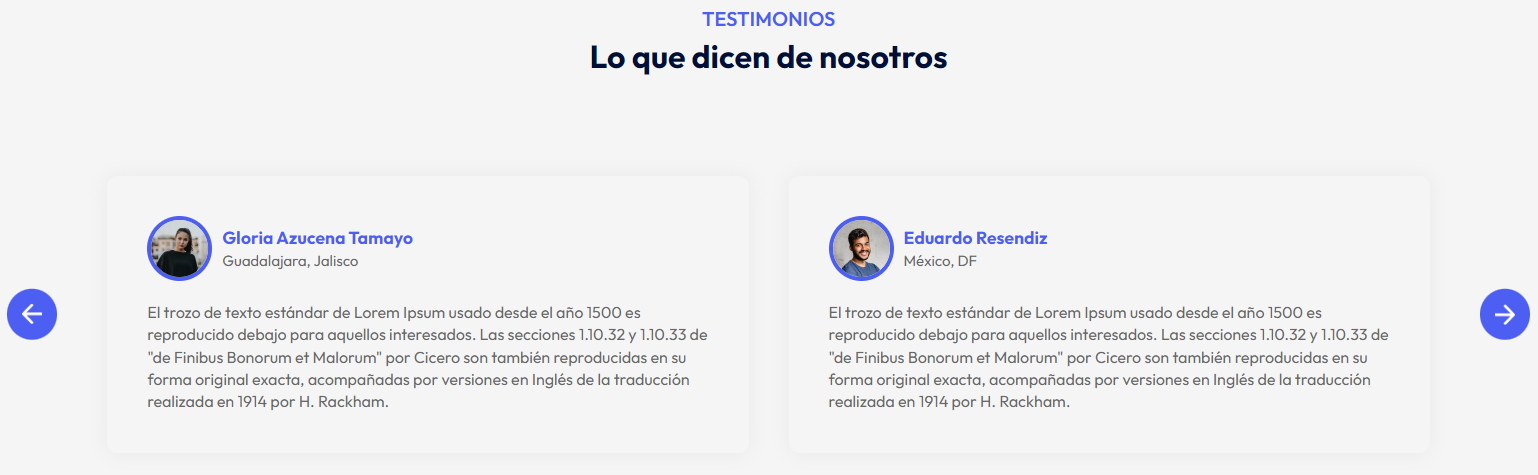 TESTIMONIOS
Lo que dicen de nosotros
Gloria Azucena Tamayo
Guadalajara, Jalisco
El trozo de texto estándar de Lorem Ipsum usado desde el año 1500 es
reproducido debajo para aquellos interesados. Las secciones 1.10.32 y 1.10.33 de
"de Finibus Bonorum et Malorum" por Cicero son también reproducidas en su
forma original exacta, acompañadas por versiones en Inglés de la traducción
realizada en 1914 por H. Rackham.
Eduardo Resendiz
México, DF
El trozo de texto estándar de Lorem Ipsum usado desde el año 1500 es
reproducido debajo para aquellos interesados. Las secciones 1.10.32 y 1.10.33 de
"de Finibus Bonorum et Malorum" por Cicero son también reproducidas en su
forma original exacta, acompañadas por versiones en Inglés de la traducción
realizada en 1914 por H. Rackham.